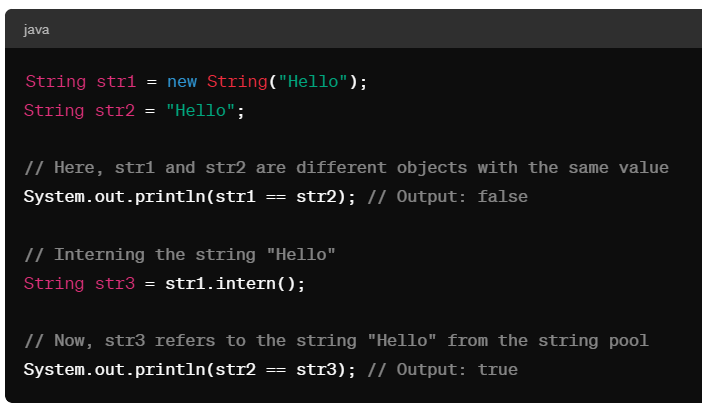 java
String str1 = new String("Hello");
String str2 = "Hello";
// Here, str1 and str2 are different objects with the same value
System.out.println(str1 == str2); // Output: false
// Interning the string "Hello"
String str3 = str1.intern();
// Now, str3 refers to the string "Hello" from the string pool
System.out.println(str2 == str3); // Output: true